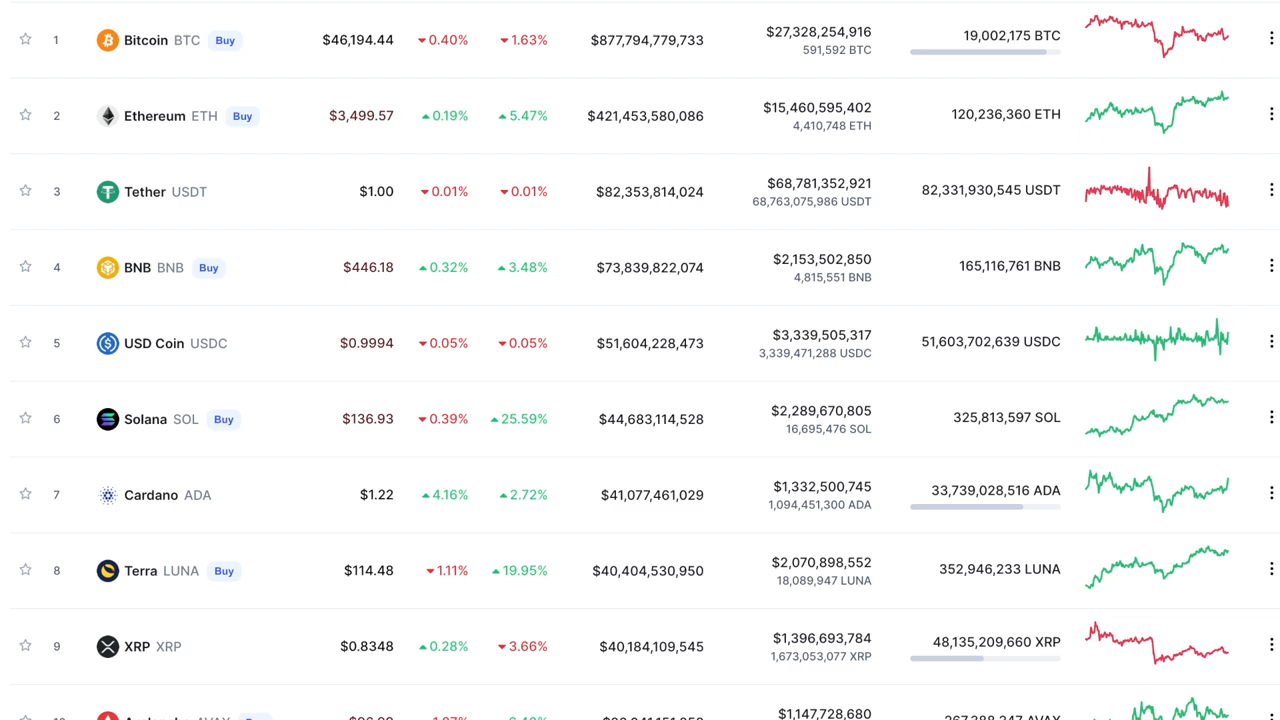 1 Bitcoin BTC Buy $46,194.44 0.40% 1.63% $877,794,779,733 $27,328,254,916 19,002,175 BTC
591,592 BTC
2 Ethereum ETH Buy $3,499.57 0.19% 5.47% $421,453,580,086 $15,460,595,402 120,236,360 ETH
4,410,748 ETH
3 Tether USDT $1.00 0.01% 0.01% $82,353,814,024 $68,781,352,921 82,331,930,545 USDT
68,763,075,986 USDT
4 BNB BNB Buy $446.18 0.32% 3.48% $73,839,822,074 $2,153,502,850 165,116,761 BNB
4,815,551 BNB
5 USD Coin USDC $0.9994 0.05% 0.05% $51,604,228,473 $3,339,505,317 51,603,702,639 USDC
3,339,471,288 USDC
6 Solana SOL Buy $136.93 0.39% 25.59% $44,683,114,528 $2,289,670,805 325,813,597 SOL
16,695,476 SOL
7 Cardano ADA $1.22 4.16% 2.72% $41,077,461,029 $1,332,500,745 33,739,028,516 ADA
1,094,451,300 ADA
8 Terra LUNA Buy $114.48 1.11% 19.95% $40,404,530,950 $2,070,898,552 352,946,233 LUNA
18,089,947 LUNA
9 XRP XRP $0.8348 0.28% 3.66% $40,184,109,545 $1,396,693,784 48,135,209,660 XRP
1,673,053,077 XRP
$1,147,728,680